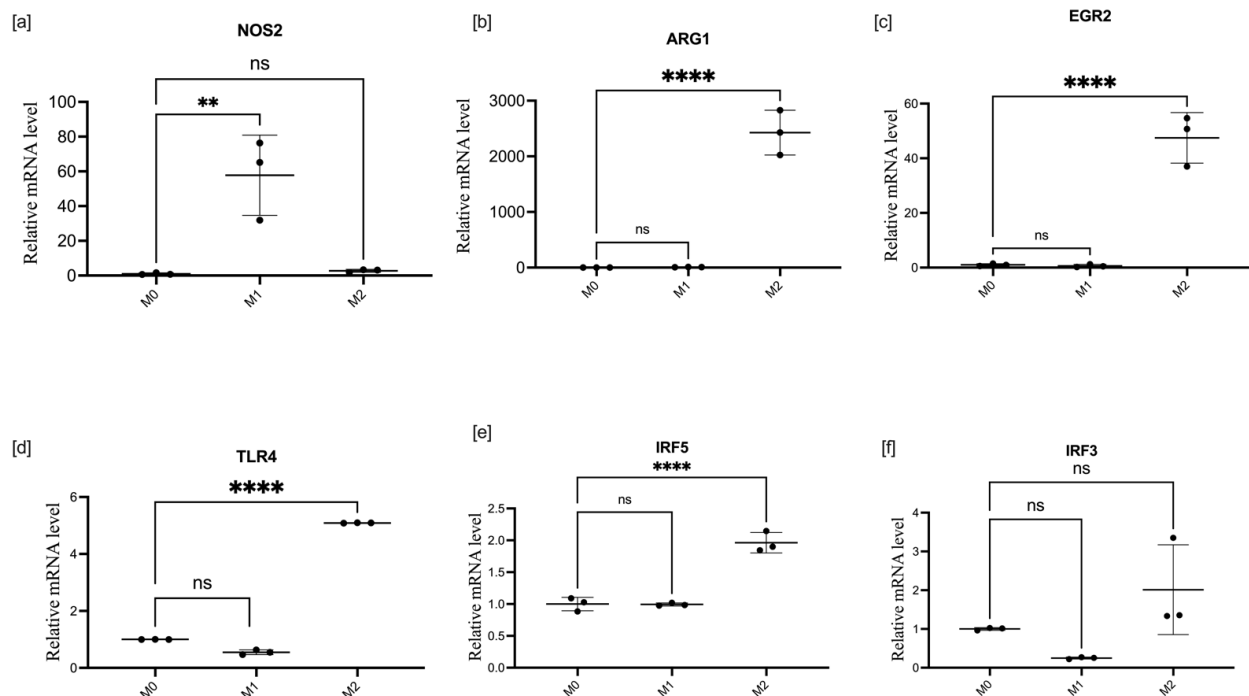 [a]
NOS2
ns
**
Relative mRNA level
100
80
60
40
20
0
M0
M1
M2
[b]
ARG1
****
ns
Relative mRNA level
3000
2000
1000
0
M0
M1
M2
[c]
EGR2
****
ns
Relative mRNA level
60
40
20
0
M0
M1
M2
[d]
TLR4
****
ns
Relative mRNA level
6
4
2
0
M0
M1
M2
[e]
IRF5
****
ns
Relative mRNA level
2.5
2.0
1.5
1.0
0.5
0.0
M0
M1
M2
[f]
IRF3
ns
ns
Relative mRNA level
4
3
2
1
0
M0
M1
M2